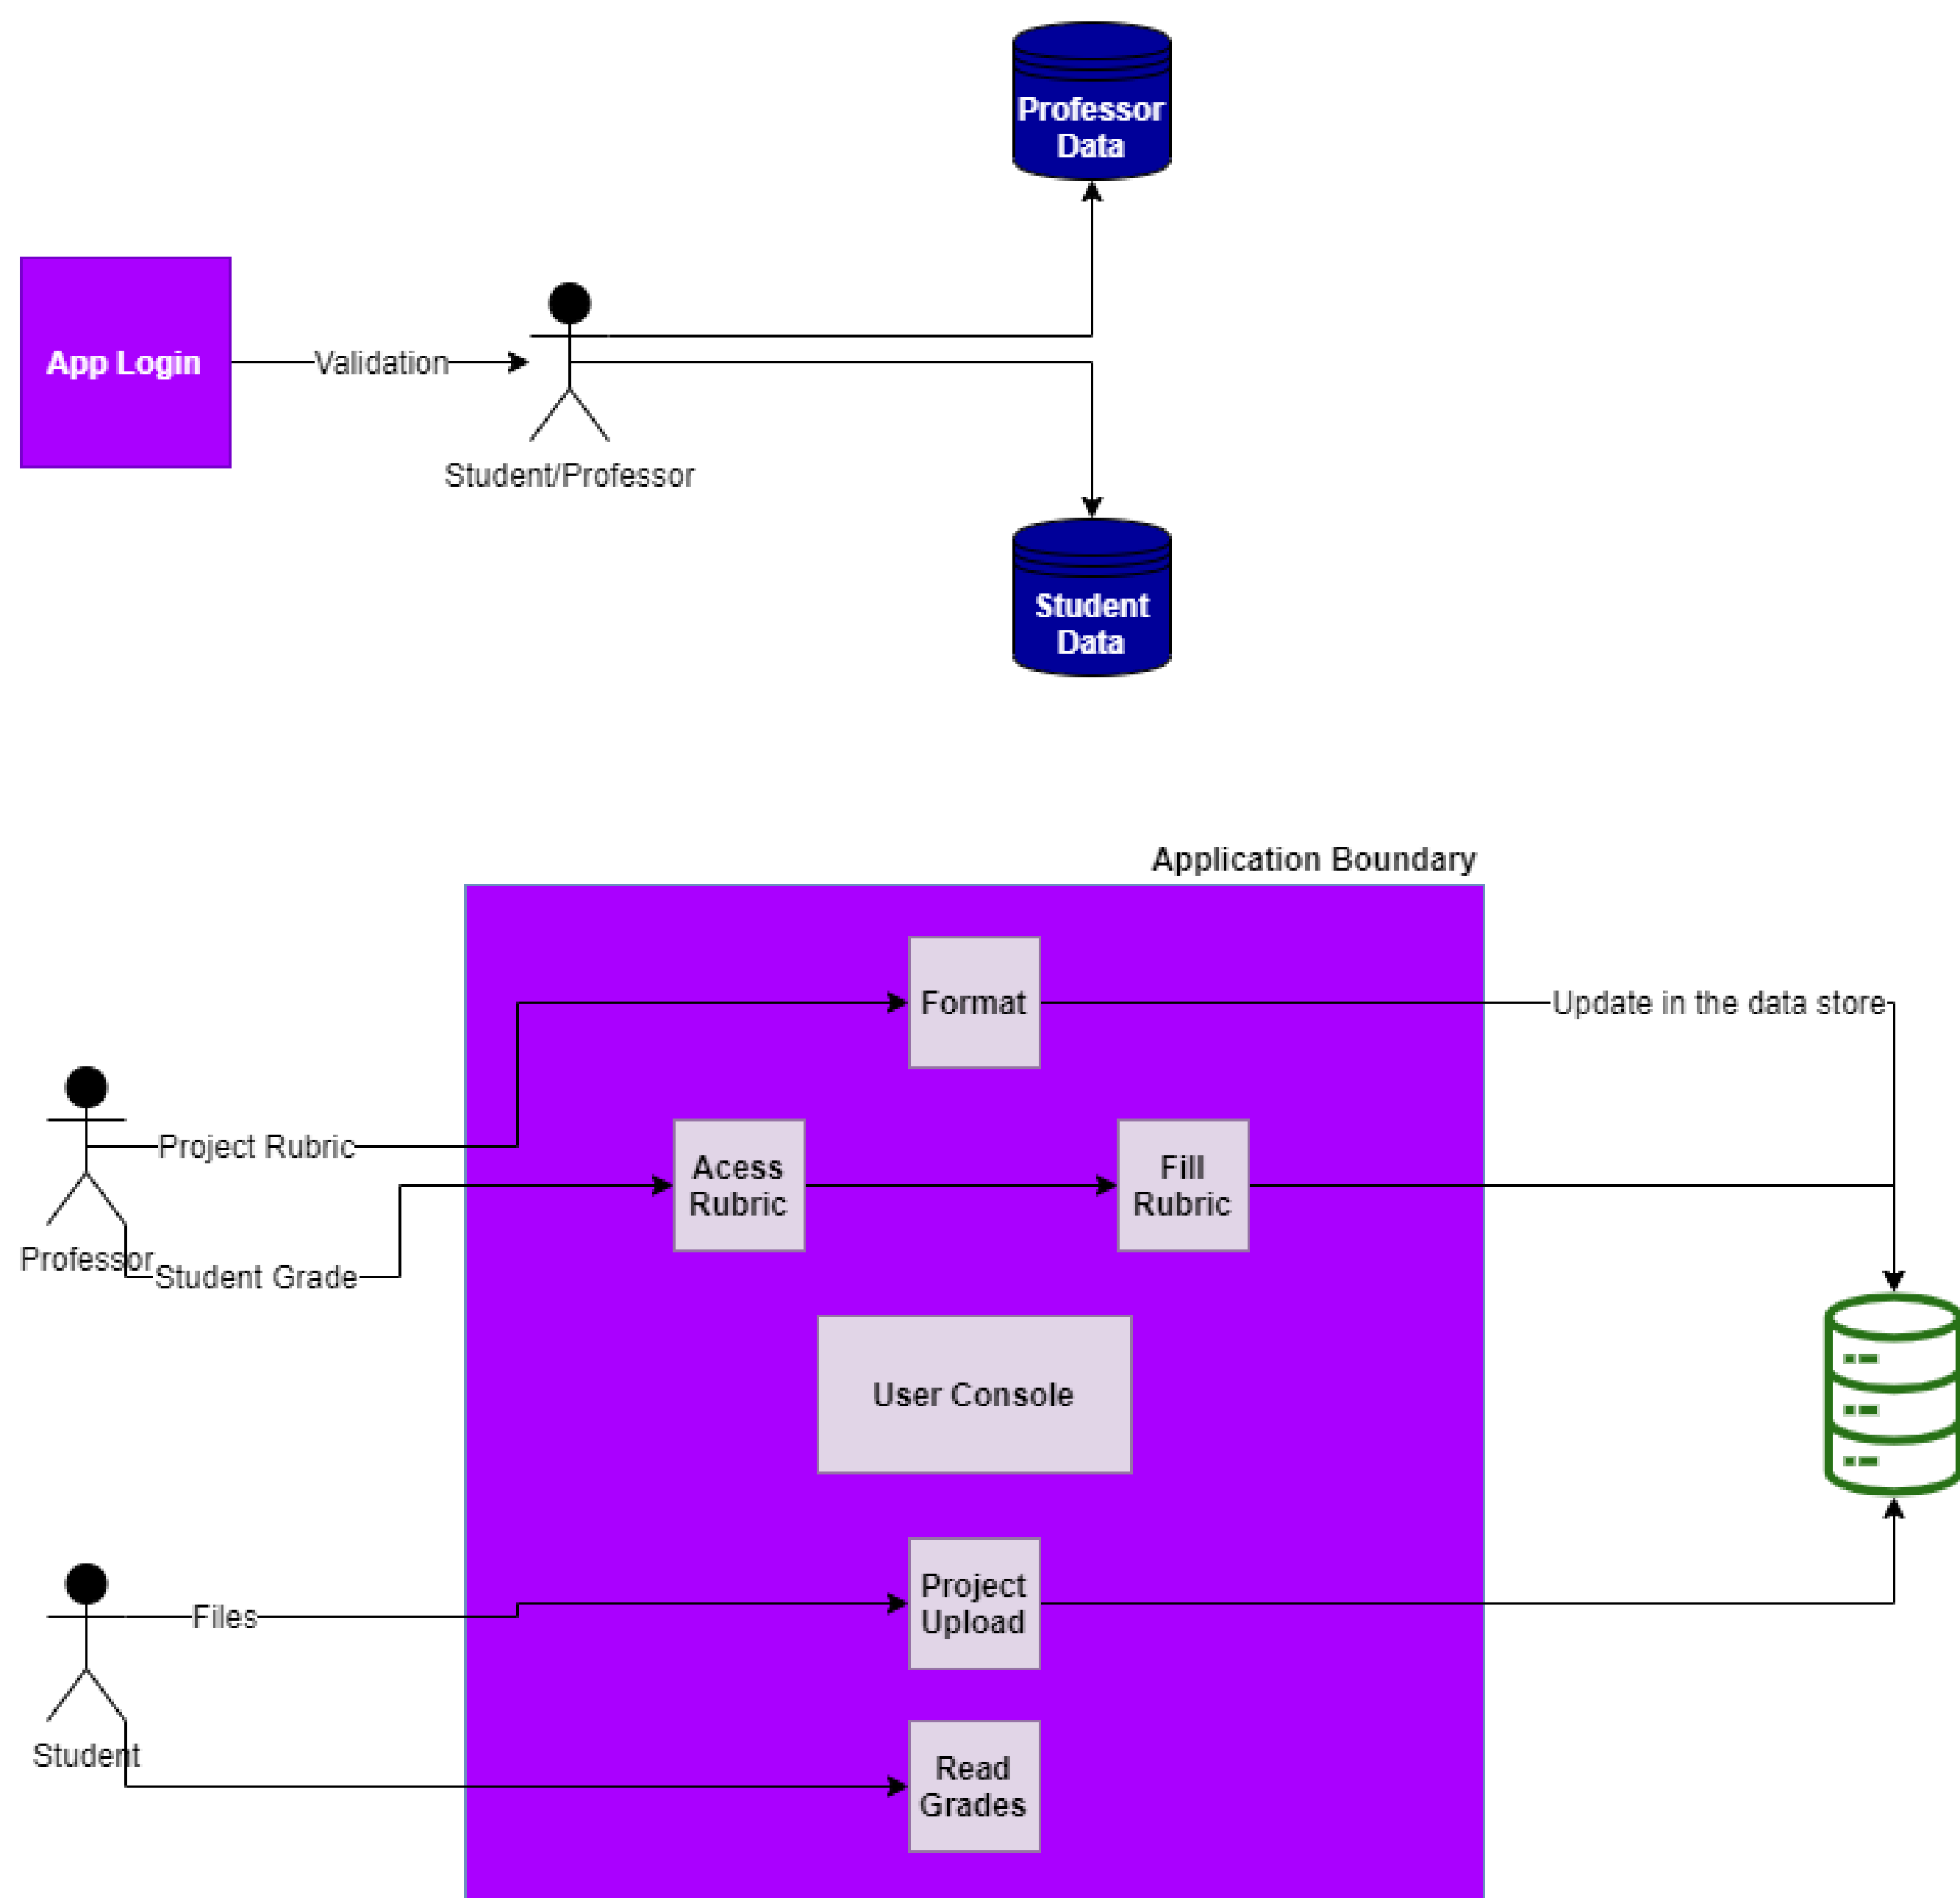 Professor
Data
App Login
Validation
Student/Professor
Student
Data
Application Boundary
Format
Update in the data store
Project Rubric
Acess
Rubric
Fill
Rubric
Professor
Student Grade
User Console
Project
Upload
Files
Student
Read
Grades